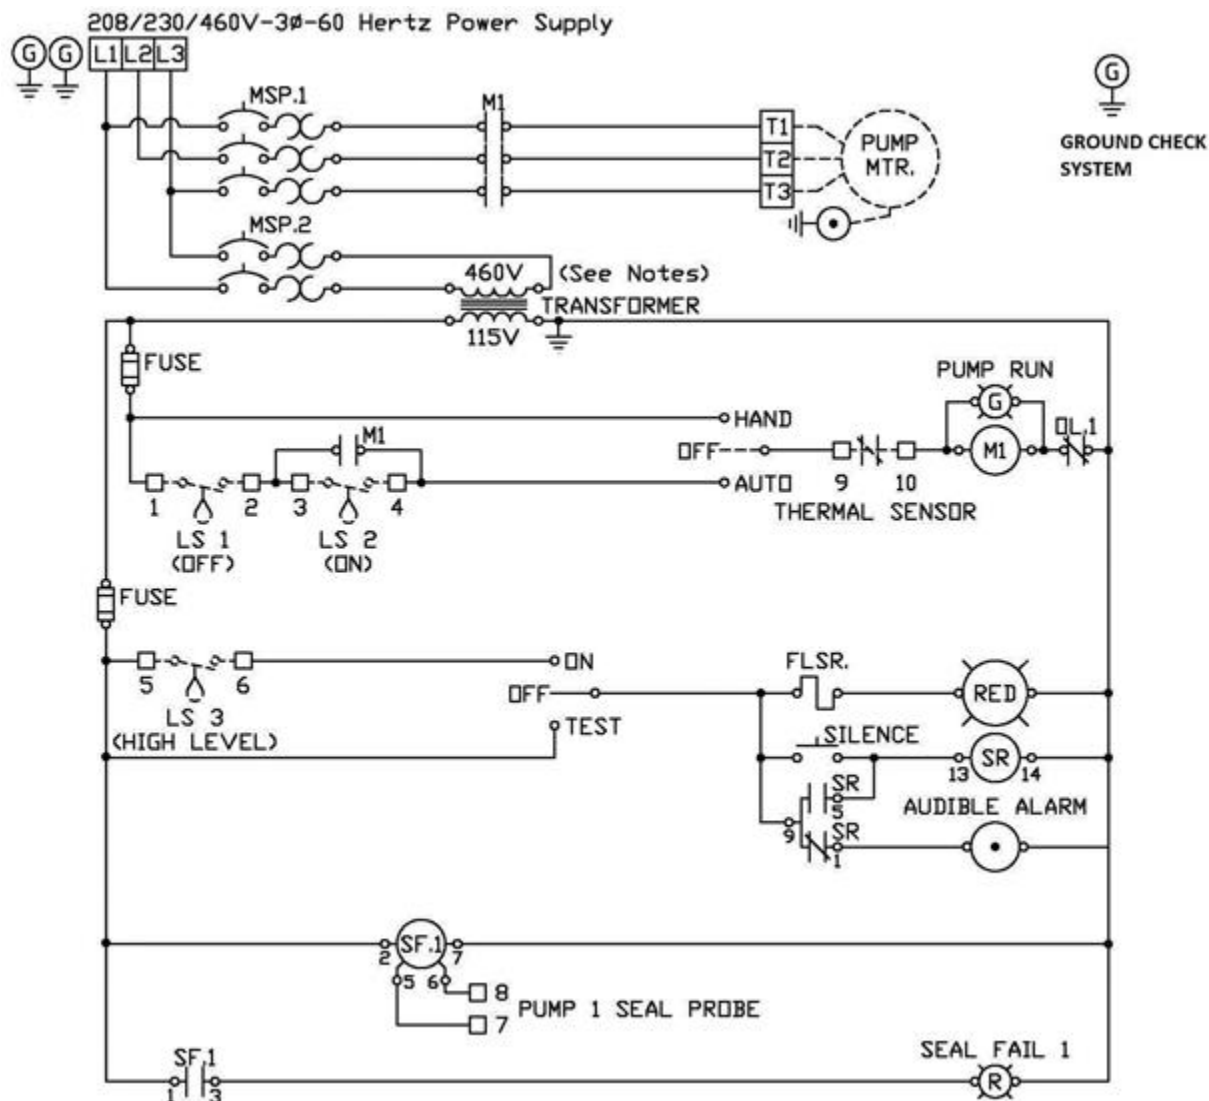 208/230/460V-3Ø-60 Hertz Power Supply
G G L1 L2 L3
G
GROUND CHECK
SYSTEM
MSP.1
M1
T1
T2
T3
PUMP
MTR.
MSP.2
460V (See Notes)
TRANSFORMER
115V
FUSE
PUMP RUN
G
HAND
M1
OFF
M1
OL.1
AUTO
1 2 3 4
9 10
THERMAL SENSOR
LS 1
(OFF)
LS 2
(ON)
FUSE
5 6
LS 3
(HIGH LEVEL)
ON
OFF
TEST
FLSR.
RED
SILENCE
13 SR 14
SR
5
9
SR
1
AUDIBLE ALARM
2 SF.1 7
5 6
8
7
PUMP 1 SEAL PROBE
SF.1
1 3
SEAL FAIL 1
R